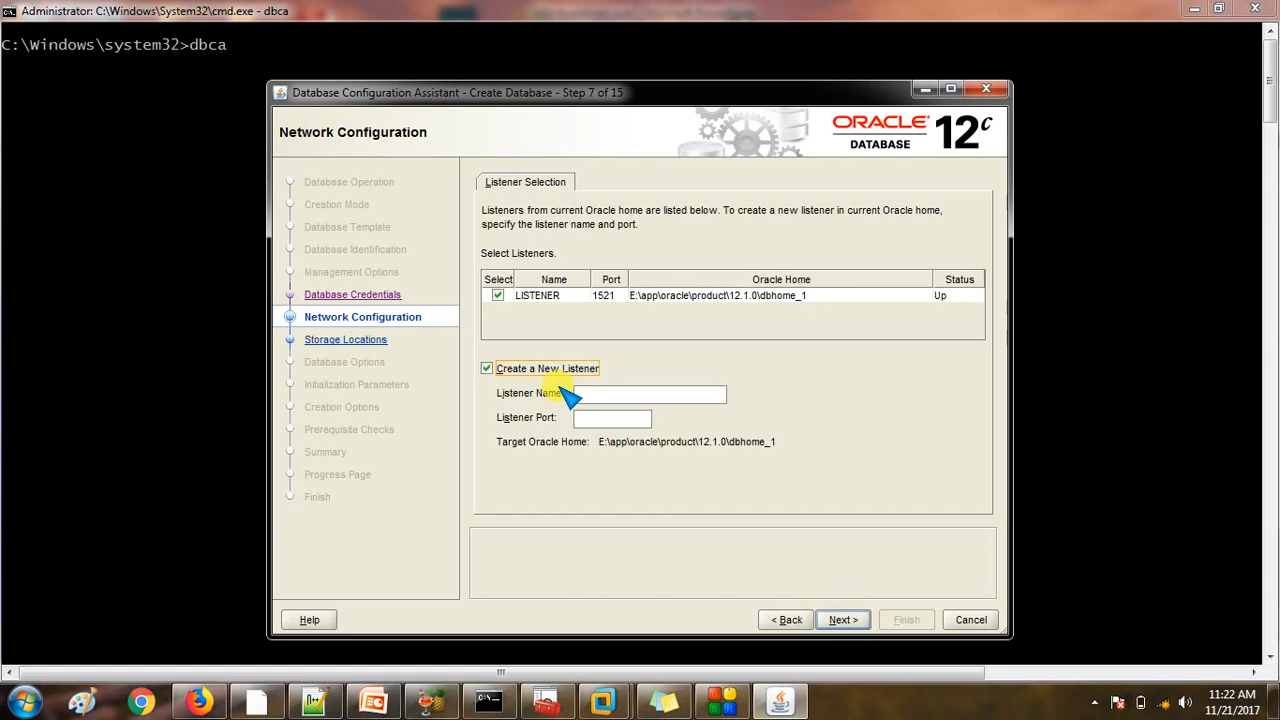 Administrator: C:\Windows\System32\cmd.exe - dbca
C:\Windows\system32>dbca
Database Configuration Assistant - Create Database - Step 7 of 15
Network Configuration
ORACLE DATABASE 12c
Database Operation
Creation Mode
Database Template
Database Identification
Management Options
Database Credentials
Network Configuration
Storage Locations
Database Options
Initialization Parameters
Creation Options
Prerequisite Checks
Summary
Progress Page
Finish
Listener Selection
Listeners from current Oracle home are listed below. To create a new listener in current Oracle home,
specify the listener name and port.
Select Listeners.
Select Name Port Oracle Home Status
LISTENER 1521 E:\app\oracle\product\12.1.0\dbhome_1 Up
Create a New Listener
Listener Name
Listener Port:
Target Oracle Home: E:\app\oracle\product\12.1.0\dbhome_1
Help < Back Next > Finish Cancel
11:22 AM
11/21/2017